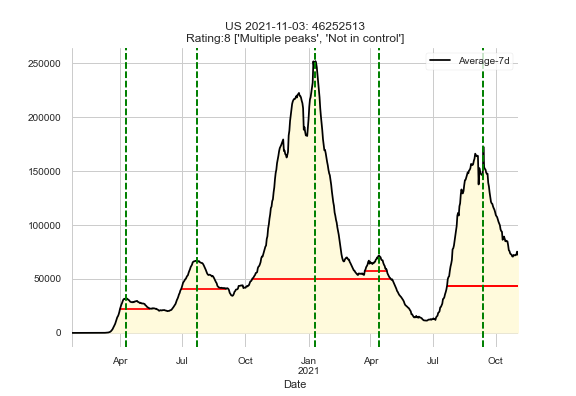 US 2021-11-03: 46252513
Rating:8 ['Multiple peaks', 'Not in control']
Average-7d
250000
200000
150000
100000
50000
0
Apr Jul Oct Jan Apr Jul Oct
2021
Date